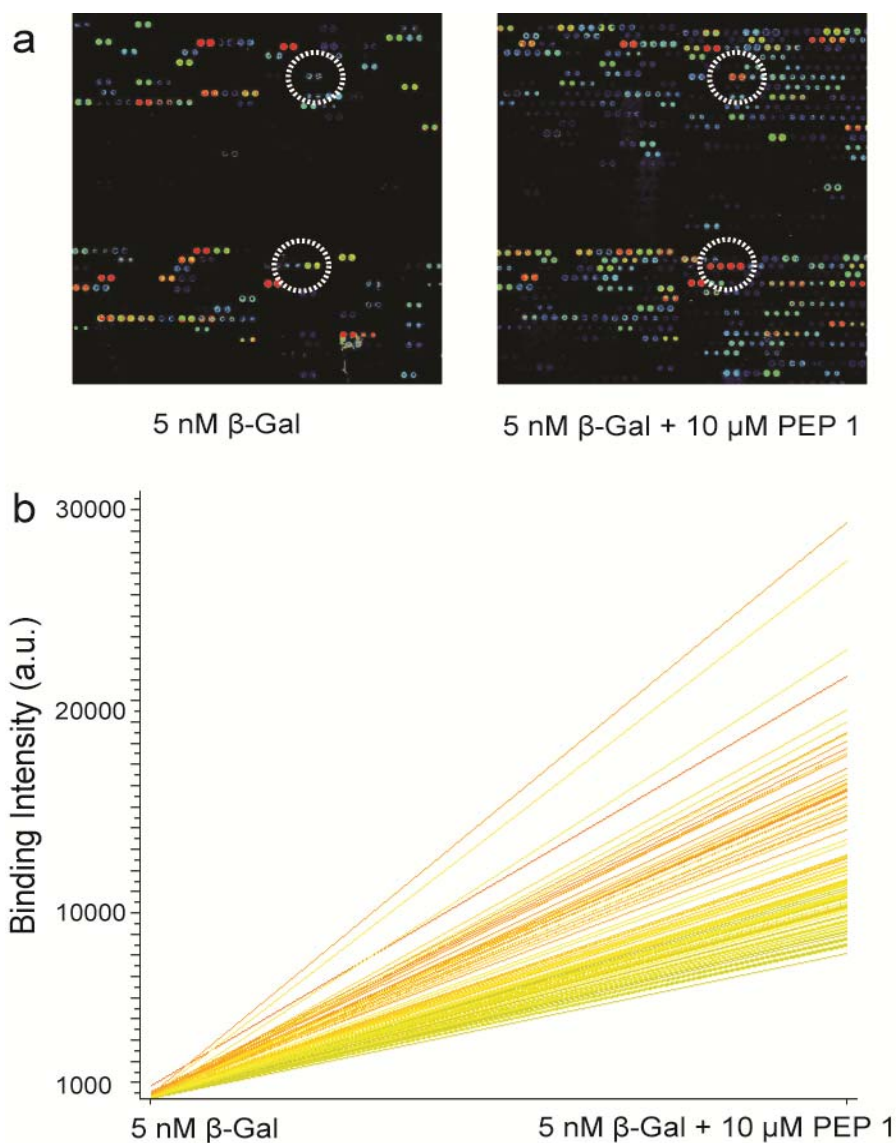 a
5 nM β-Gal
5 nM β-Gal + 10 µM PEP 1
b
30000
20000
10000
1000
Binding Intensity (a.u.)
5 nM β-Gal
5 nM β-Gal + 10 µM PEP 1